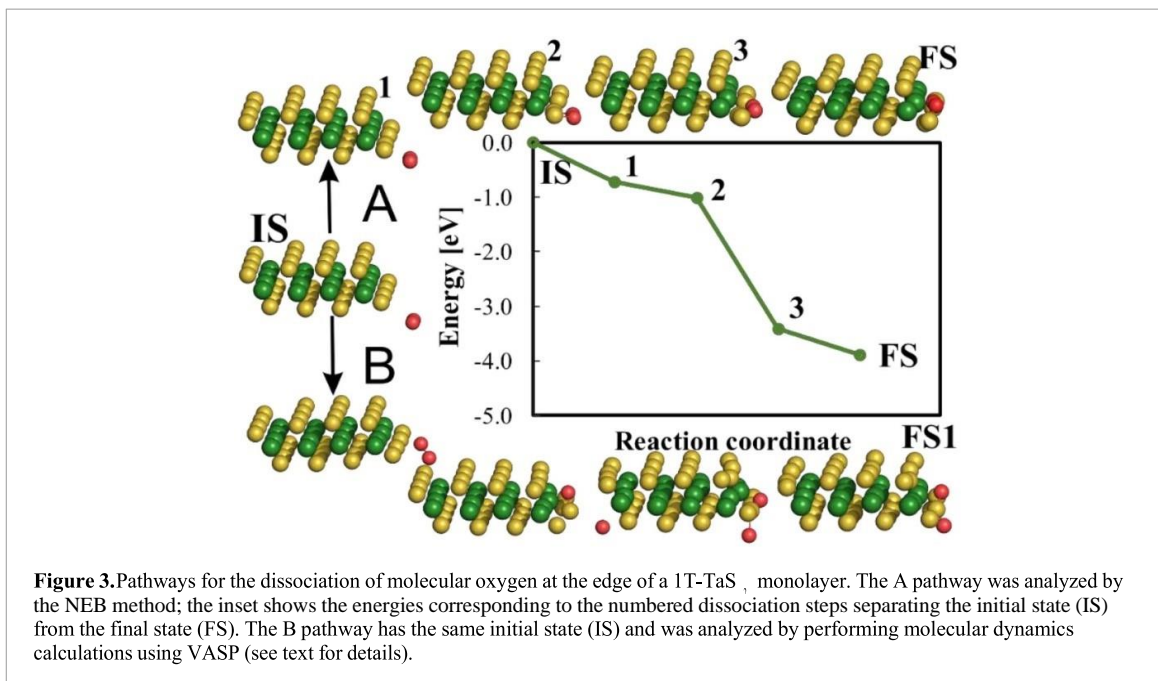 2
3
FS
1
0.0
IS
1
A
-1.0
2
IS
-2.0
Energy [eV]
-3.0
3
B
-4.0
FS
-5.0
Reaction coordinate
FS1
Figure 3.Pathways for the dissociation of molecular oxygen at the edge of a 1T-TaS , monolayer. The A pathway was analyzed by
the NEB method; the inset shows the energies corresponding to the numbered dissociation steps separating the initial state (IS)
from the final state (FS). The B pathway has the same initial state (IS) and was analyzed by performing molecular dynamics
calculations using VASP (see text for details).